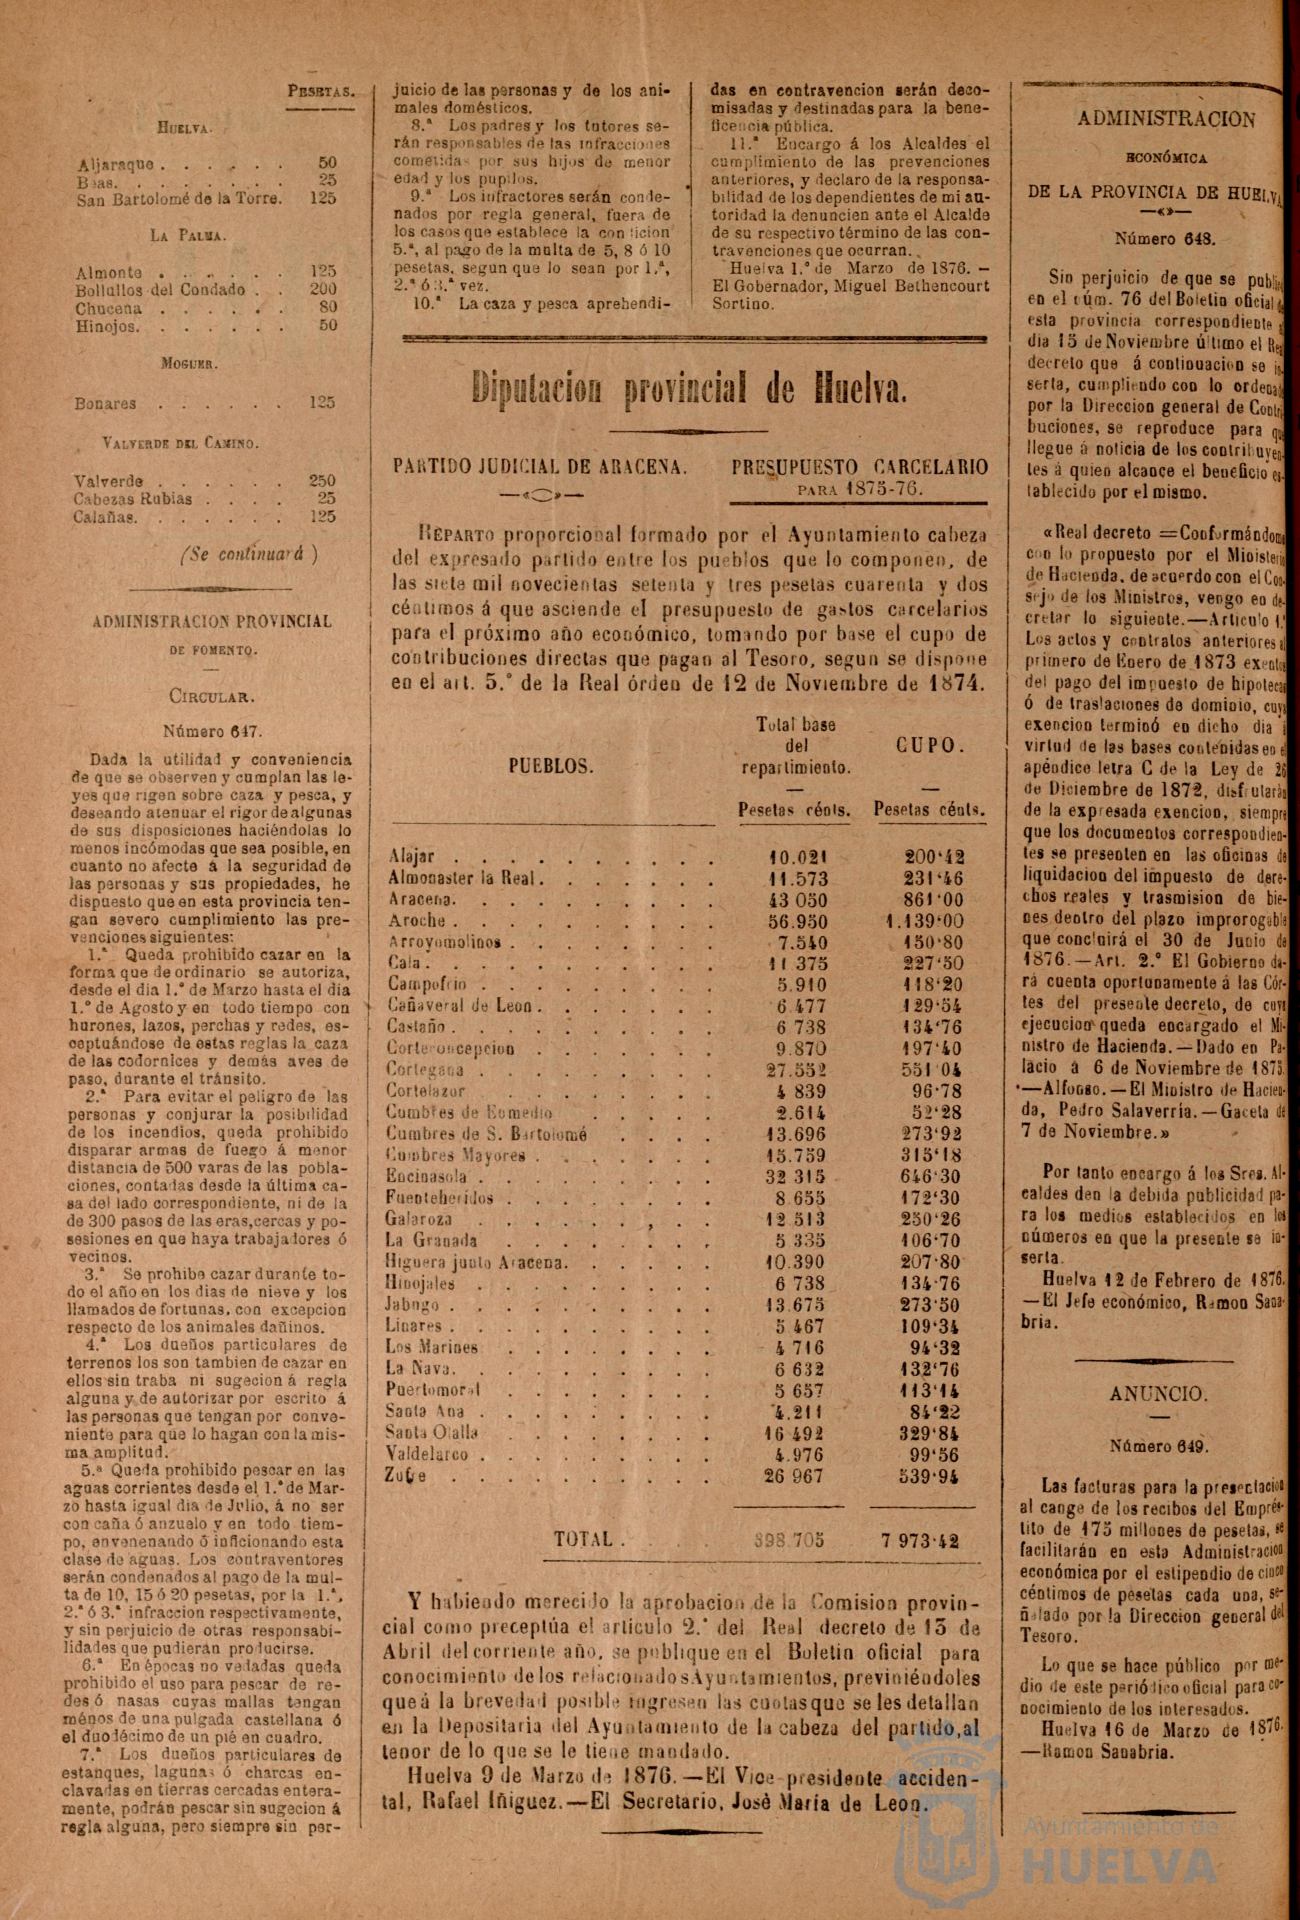 PESETAS.
HUELVA.
Aljaraque . . . . . . 50
Beas. . . . . . . . 25
San Bartolomé de la Torre. 125
LA PALMA.
Almonte . . . . . . 125
Bollullos del Condado . . 200
Chucena . . . . . . 80
Hinojos. . . . . . . 50
MOGUER.
Bonares . . . . . . 125
VALVERDE DEL CAMINO.
Valverde . . . . . . 250
Cabezas Rubias . . . . 25
Calañas. . . . . . . 125
(Se continuará )
ADMINISTRACION PROVINCIAL
DE FOMENTO.
CIRCULAR.
Número 647.
Dada la utilidad y conveniencia
de que se observen y cumplan las le-
yes que rigen sobre caza y pesca, y
deseando atenuar el rigor de algunas
de sus disposiciones haciéndolas lo
menos incómodas que sea posible, en
cuanto no afecte á la seguridad de
las personas y sus propiedades, he
dispuesto que en esta provincia ten-
gan severo cumplimiento las pre-
venciones siguientes:
1.ª Queda prohibido cazar en la
forma que de ordinario se autoriza,
desde el dia 1.º de Marzo hasta el dia
1.º de Agosto y en todo tiempo con
hurones, lazos, perchas y redes, es-
ceptuándose de estas reglas la caza
de las codornices y demás aves de
paso, durante el tránsito.
2.ª Para evitar el peligro de las
personas y conjurar la posibilidad
de los incendios, queda prohibido
disparar armas de fuego á menor
distancia de 500 varas de las pobla-
ciones, contadas desde la última ca-
sa del lado correspondiente, ni de la
de 300 pasos de las eras, cercas y po-
sesiones en que haya trabajadores ó
vecinos.
3.ª Se prohibe cazar durante to-
do el año en los dias de nieve y los
llamados de fortunas, con excepcion
respecto de los animales dañinos.
4.ª Los dueños particulares de
terrenos los son tambien de cazar en
ellos sin traba ni sugecion á regla
alguna y de autorizar por escrito á
las personas que tengan por conve-
niente para que lo hagan con la mis-
ma amplitud.
5.ª Queda prohibido pescar en las
aguas corrientes desde el 1.º de Mar-
zo hasta igual dia de Julio, á no ser
con caña ó anzuelo y en todo tiem-
po, envenenando ó inficionando esta
clase de aguas. Los contraventores
serán condenados al pago de la mul-
ta de 10, 15 ó 20 pesetas, por la 1.ª,
2.ª ó 3.ª infraccion respectivamente,
y sin perjuicio de otras responsabi-
lidades que pudieran producirse.
6.ª En épocas no vedadas queda
prohibido el uso para pescar de re-
des ó nasas cuyas mallas tengan
ménos de una pulgada castellana ó
el duodécimo de un pié en cuadro.
7.ª Los dueños particulares de
estanques, lagunas ó charcas en-
clavadas en tierras cercadas entera-
mente, podrán pescar sin sugecion á
regla alguna, pero siempre sin per-
juicio de las personas y de los ani-
males domésticos.
8.ª Los padres y los tutores se-
rán responsables de las infracciones
cometidas por sus hijos de menor
edad y los pupilos.
9.ª Los infractores serán conde-
nados por regla general, fuera de
los casos que establece la condicion
5.ª, al pago de la multa de 5, 8 ó 10
pesetas, segun que lo sean por 1.ª,
2.ª ó 3.ª vez.
10.ª La caza y pesca aprehendi-
das en contravencion serán deco-
misadas y destinadas para la bene-
ficencia pública.
11.ª Encargo á los Alcaldes el
cumplimiento de las prevenciones
anteriores, y declaro de la responsa-
bilidad de los dependientes de mi au-
toridad la denuncien ante el Alcalde
de su respectivo término de las con-
travenciones que ocurran.
Huelva 1.º de Marzo de 1876. —
El Gobernador, Miguel Bethencourt
Sortino.
Diputacion provincial de Huelva.
PARTIDO JUDICIAL DE ARACENA.
PRESUPUESTO CARCELARIO
PARA 1875-76.
REPARTO proporcional formado por el Ayuntamiento cabeza
del expresado partido entre los pueblos que lo componen, de
las siete mil novecientas setenta y tres pesetas cuarenta y dos
céntimos á que asciende el presupuesto de gastos carcelarios
para el próximo año económico, tomando por base el cupo de
contribuciones directas que pagan al Tesoro, segun se dispone
en el art. 5.º de la Real órden de 12 de Noviembre de 1874.
PUEBLOS. Total base del repartimiento. CUPO.
Pesetas cénts. Pesetas cénts.
Alajar . . . . . . . . . . 10.021 200‘42
Almonaster la Real. . . . . . . 11.573 231‘46
Aracena. . . . . . . . . . 43 050 861‘00
Aroche . . . . . . . . . . 56.950 1.139‘00
Arroyomolinos . . . . . . . . 7.540 150‘80
Cala . . . . . . . . . . . 11 375 227‘50
Campofrio . . . . . . . . . 5.910 118‘20
Cañaveral de Leon . . . . . . . 6 477 129‘54
Castaño . . . . . . . . . . 6 738 134‘76
Corteconcepcion . . . . . . . 9.870 197‘40
Cortegana . . . . . . . . . 27.552 551 04
Cortelazor . . . . . . . . . 4 839 96‘78
Cumbres de Enmedio . . . . . . 2.614 52‘28
Cumbres de S. Bartolomé . . . . 13.696 273‘92
Cumbres Mayores . . . . . . . 15.759 315‘18
Encinasola . . . . . . . . . 32 315 646‘30
Fuenteheridos . . . . . . . . 8 655 172‘30
Galaroza . . . . . . . . . 12 513 250‘26
La Granada . . . . . . . . 5 335 106‘70
Higuera junto Aracena. . . . . . 10.390 207‘80
Hinojales . . . . . . . . . 6 738 134‘76
Jabugo . . . . . . . . . . 13.675 273‘50
Linares . . . . . . . . . . 5 467 109‘34
Los Marines . . . . . . . . 4 716 94‘32
La Nava. . . . . . . . . . 6 632 132‘76
Puertomoral . . . . . . . . 5 657 113‘14
Santa Ana . . . . . . . . . 4.211 84‘22
Santa Olalla . . . . . . . . 16 492 329‘84
Valdelarco . . . . . . . . . 4.976 99‘56
Zufre . . . . . . . . . . 26 967 539‘94
TOTAL . . . . 398 705 7 973‘42
Y habiendo merecido la aprobacion de la Comision provin-
cial como preceptúa el artículo 2.º del Real decreto de 13 de
Abril del corriente año, se publique en el Boletin oficial para
conocimiento de los relacionados Ayuntamientos, previniéndoles
que á la brevedad posible ingresen las cuotas que se les detallan
en la Depositaria del Ayuntamiento de la cabeza del partido, al
tenor de lo que se le tiene mandado.
Huelva 9 de Marzo de 1876.—El Vice-presidente acciden-
tal, Rafael Iñiguez.—El Secretario, José María de Leon.
ADMINISTRACION
ECONÓMICA
DE LA PROVINCIA DE HUELVA
Número 648.
Sin perjuicio de que se public
en el núm. 76 del Boletin oficial de
esta provincia correspondiente al
dia 15 de Noviembre último el Real
decreto que á continuacion se in-
serta, cumpliendo con lo ordenado
por la Direccion general de Contri-
buciones, se reproduce para que
llegue á noticia de los contribuyen-
tes á quien alcance el beneficio es-
tablecido por el mismo.
«Real decreto =Conformándome
con lo propuesto por el Ministerio
de Hacienda, de acuerdo con el Con-
sejo de los Ministros, vengo en de-
cretar lo siguiente.—Artículo 1.º
Los actos y contratos anteriores al
primero de Enero de 1873 exentos
del pago del impuesto de hipotecas
ó de traslaciones de dominio, cuya
exencion terminó en dicho dia á
virtud de las bases contenidas en el
apéndice letra C de la Ley de 26
de Diciembre de 1872, disfrutarán
de la expresada exencion, siempre
que los documentos correspondien-
tes se presenten en las oficinas de
liquidacion del impuesto de dere-
chos reales y trasmision de bie-
nes dentro del plazo improrogable
que concluirá el 30 de Junio de
1876.—Art. 2.º El Gobierno da-
rá cuenta oportunamente á las Cór-
tes del presente decreto, de cuya
ejecucion queda encargado el Mi-
nistro de Hacienda.—Dado en Pa-
lacio á 6 de Noviembre de 1875.
—Alfonso.—El Ministro de Hacien-
da, Pedro Salaverria.—Gaceta de
7 de Noviembre.»
Por tanto encargo á los Sres. Al-
caldes den la debida publicidad pa-
ra los medios establecidos en los
números en que la presente se in-
serta.
Huelva 12 de Febrero de 1876.
—El Jefe económico, Ramon Sana-
bria.
ANUNCIO.
Número 649.
Las facturas para la presentacion
al cange de los recibos del Emprés-
tito de 175 millones de pesetas, se
facilitarán en esta Administracion
económica por el estipendio de cinco
céntimos de pesetas cada una, se-
ñalado por la Direccion general del
Tesoro.
Lo que se hace público por me-
dio de este periódico oficial para co-
nocimiento de los interesados.
Huelva 16 de Marzo de 1876.
—Ramon Sanabria.
Ayuntamiento de
HUELVA